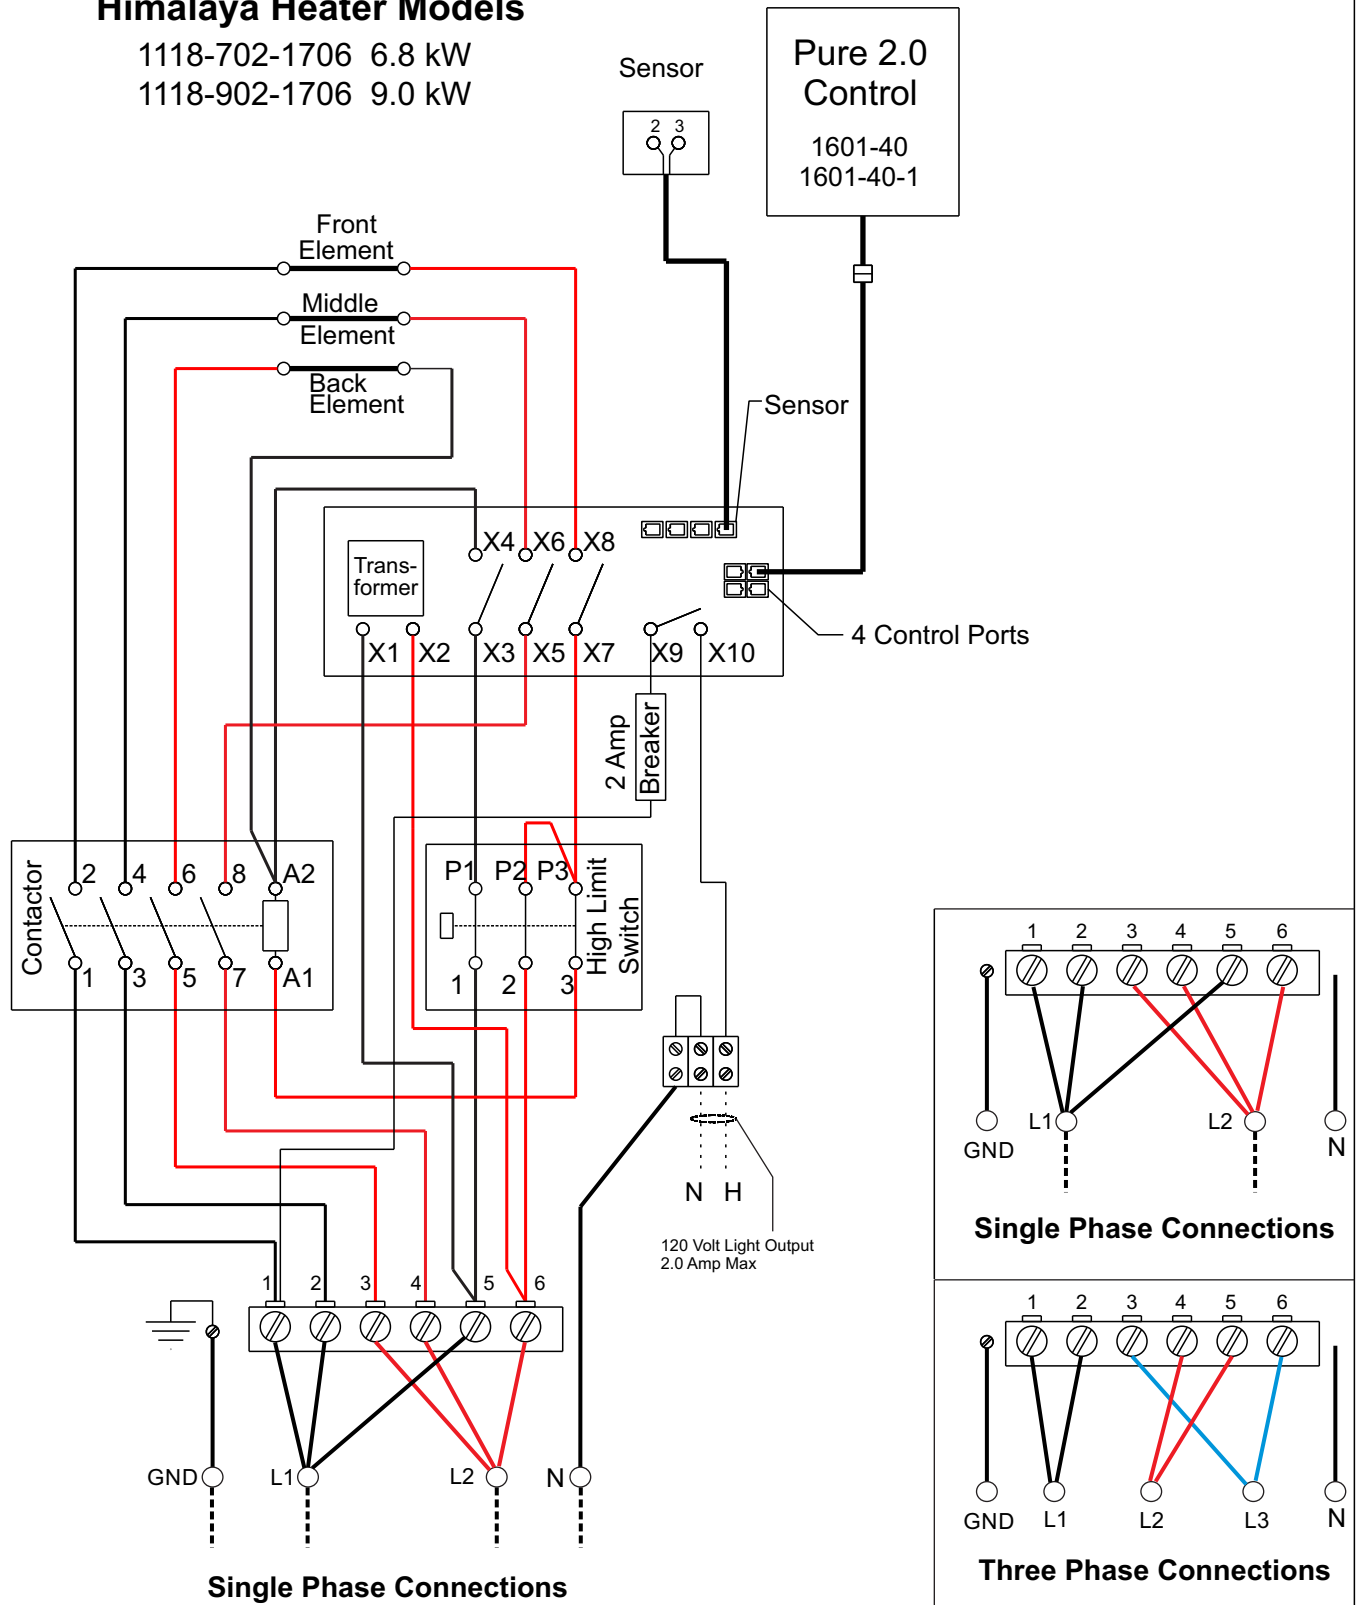 Himalaya Heater Models
1118-702-1706 6.8 kW
1118-902-1706 9.0 kW
Sensor
2 3
Pure 2.0
Control
1601-40
1601-40-1
Front
Element
Middle
Element
Back
Element
Sensor
Trans-
former
X4 X6 X8
X1 X2 X3 X5 X7 X9 X10
4 Control Ports
2 Amp
Breaker
Contactor
2 4 6 8 A2
1 3 5 7 A1
P1 P2 P3
1 2 3
High Limit
Switch
N H
120 Volt Light Output
2.0 Amp Max
1 2 3 4 5 6
GND L1 L2 N
Single Phase Connections
1 2 3 4 5 6
L1 L2
GND N
Single Phase Connections
1 2 3 4 5 6
GND L1 L2 L3 N
Three Phase Connections